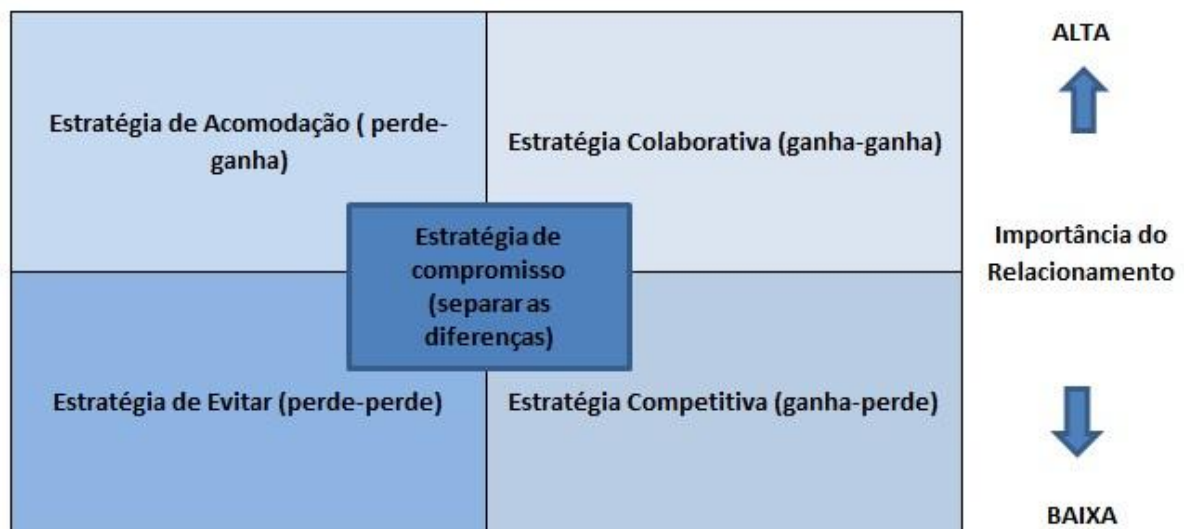 Estratégia de Acomodação ( perde-
ganha)
Estratégia Colaborativa (ganha-ganha)
Estratégia de
compromisso
(separar as
diferenças)
Estratégia de Evitar (perde-perde)
Estratégia Competitiva (ganha-perde)
ALTA
Importância do
Relacionamento
BAIXA